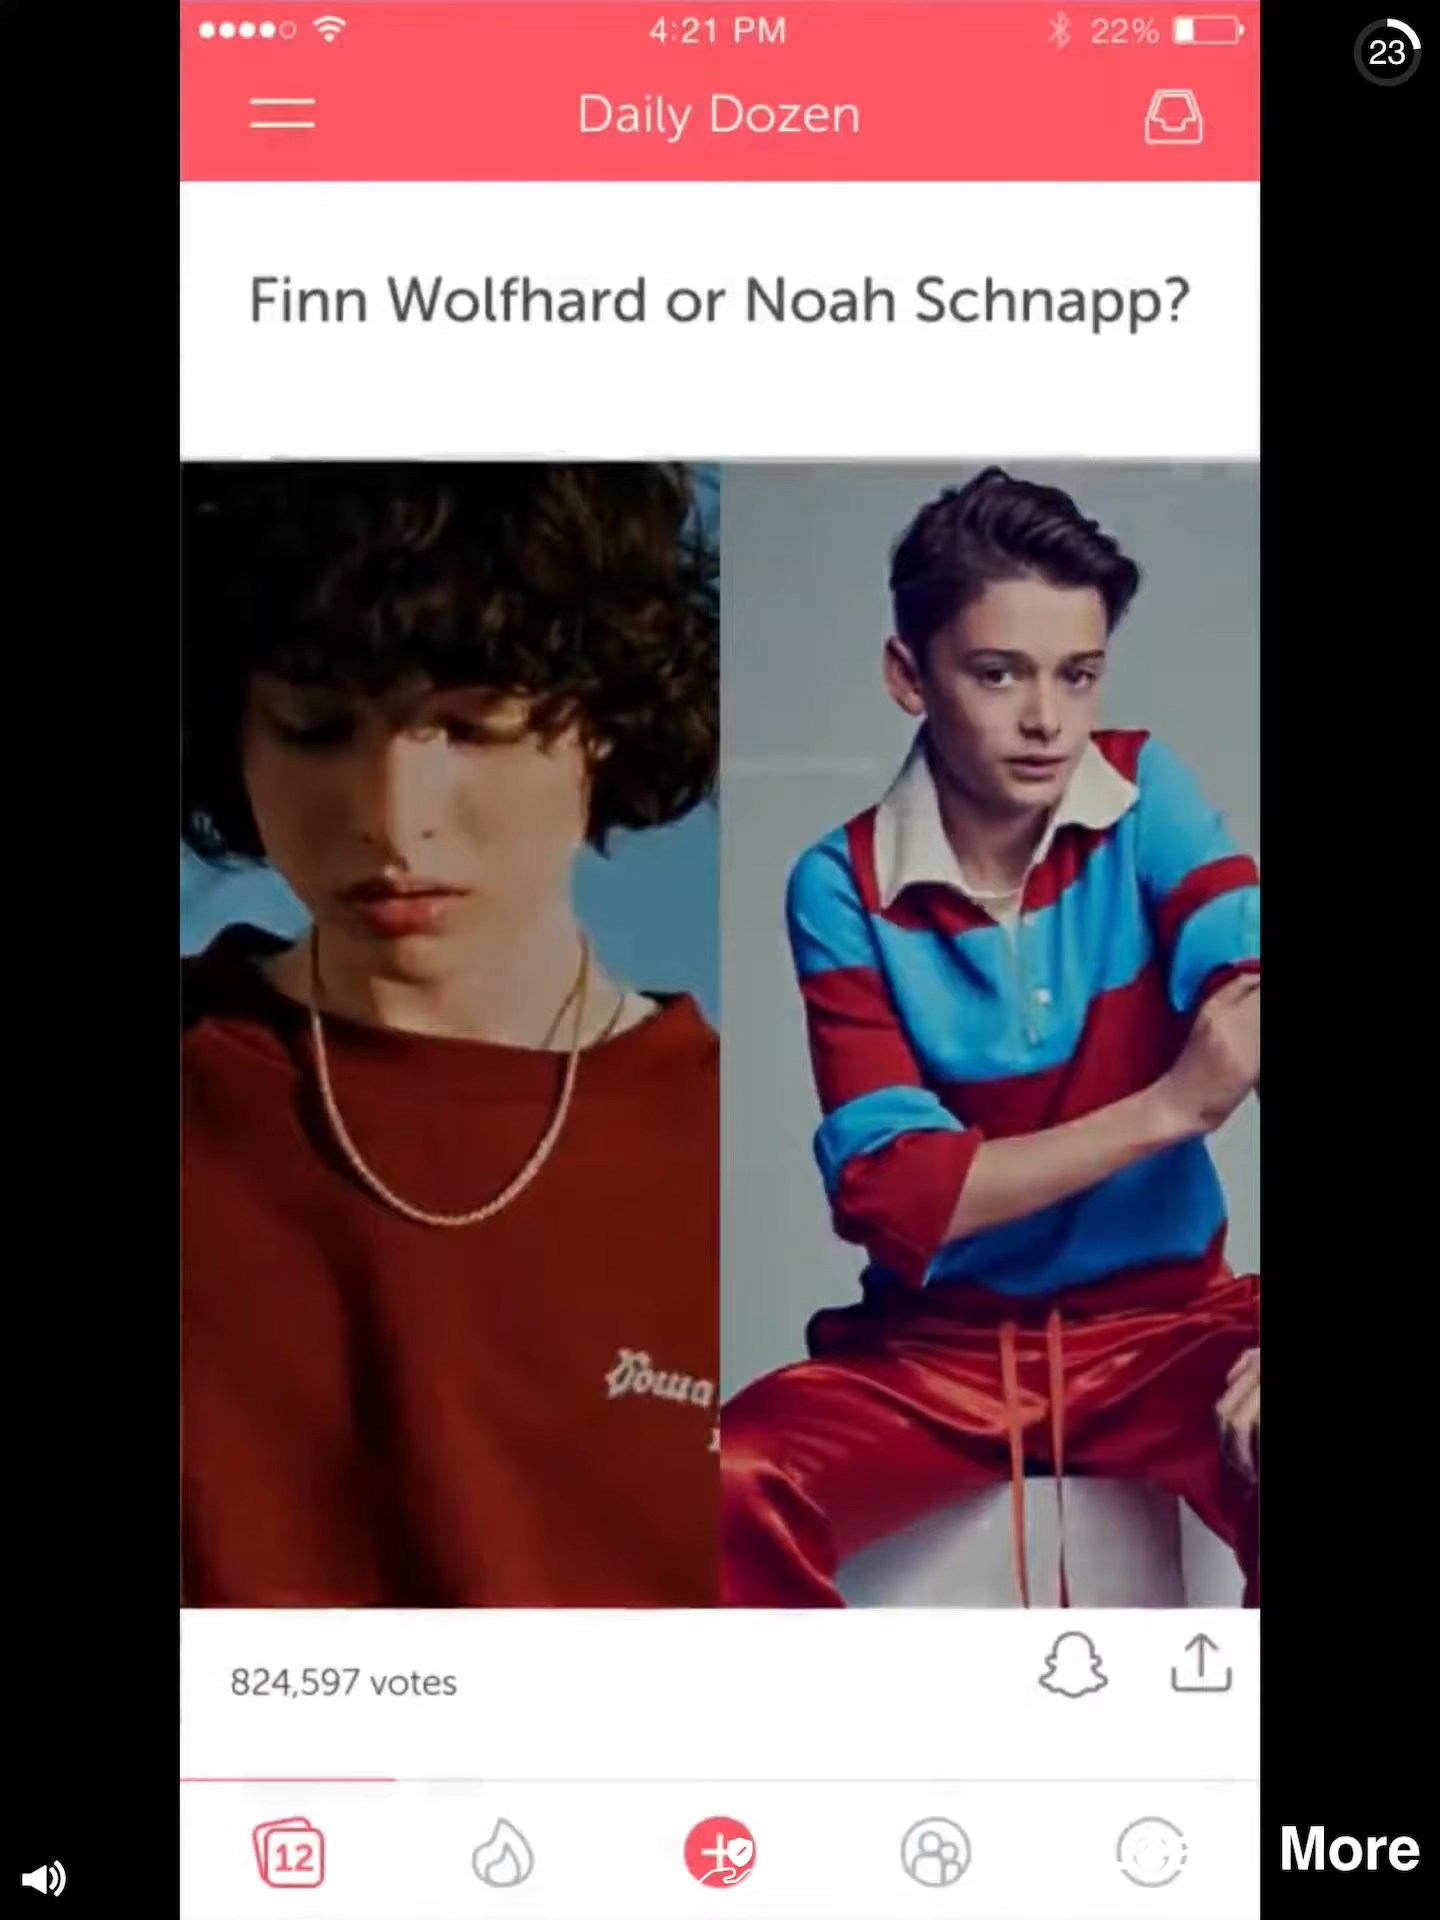 4:21 PM
22%
23
Daily Dozen
Finn Wolfhard or Noah Schnapp?
824,597 votes
12
More